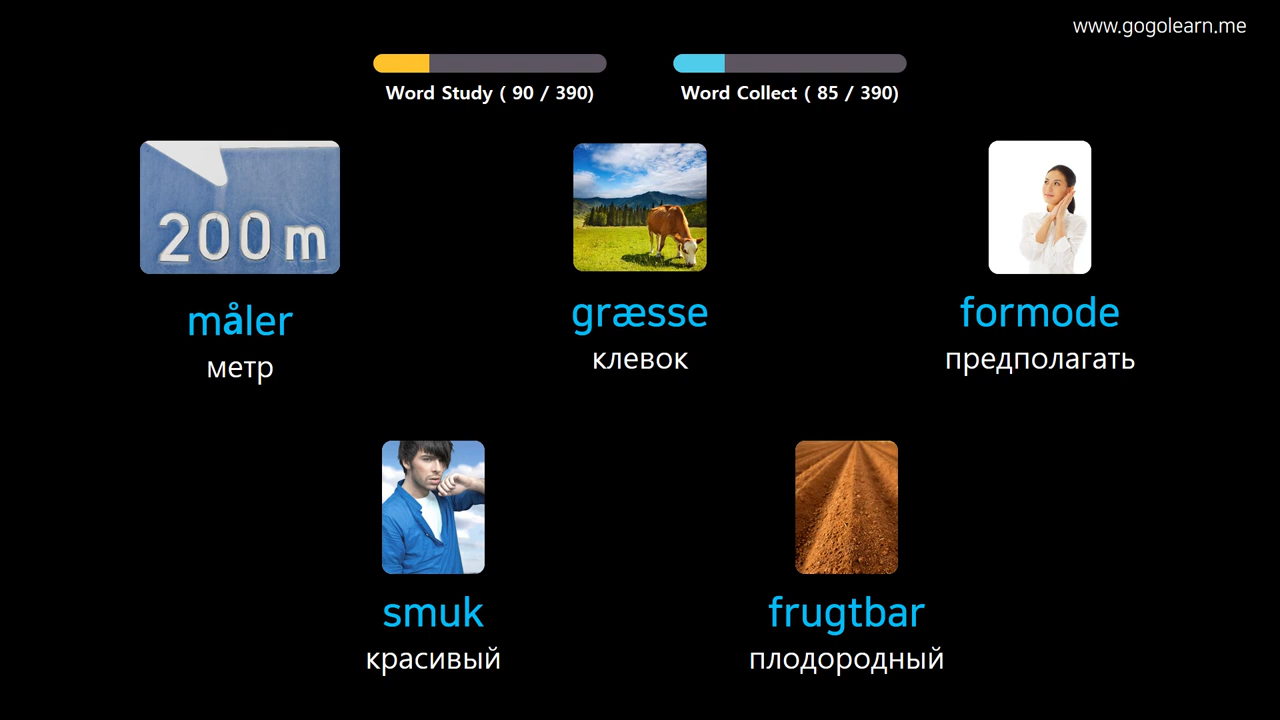 www.gogolearn.me
Word Study ( 90 / 390)
Word Collect ( 85 / 390)
200m
måler
метр
græsse
клевок
formode
предполагать
smuk
красивый
frugtbar
плодородный